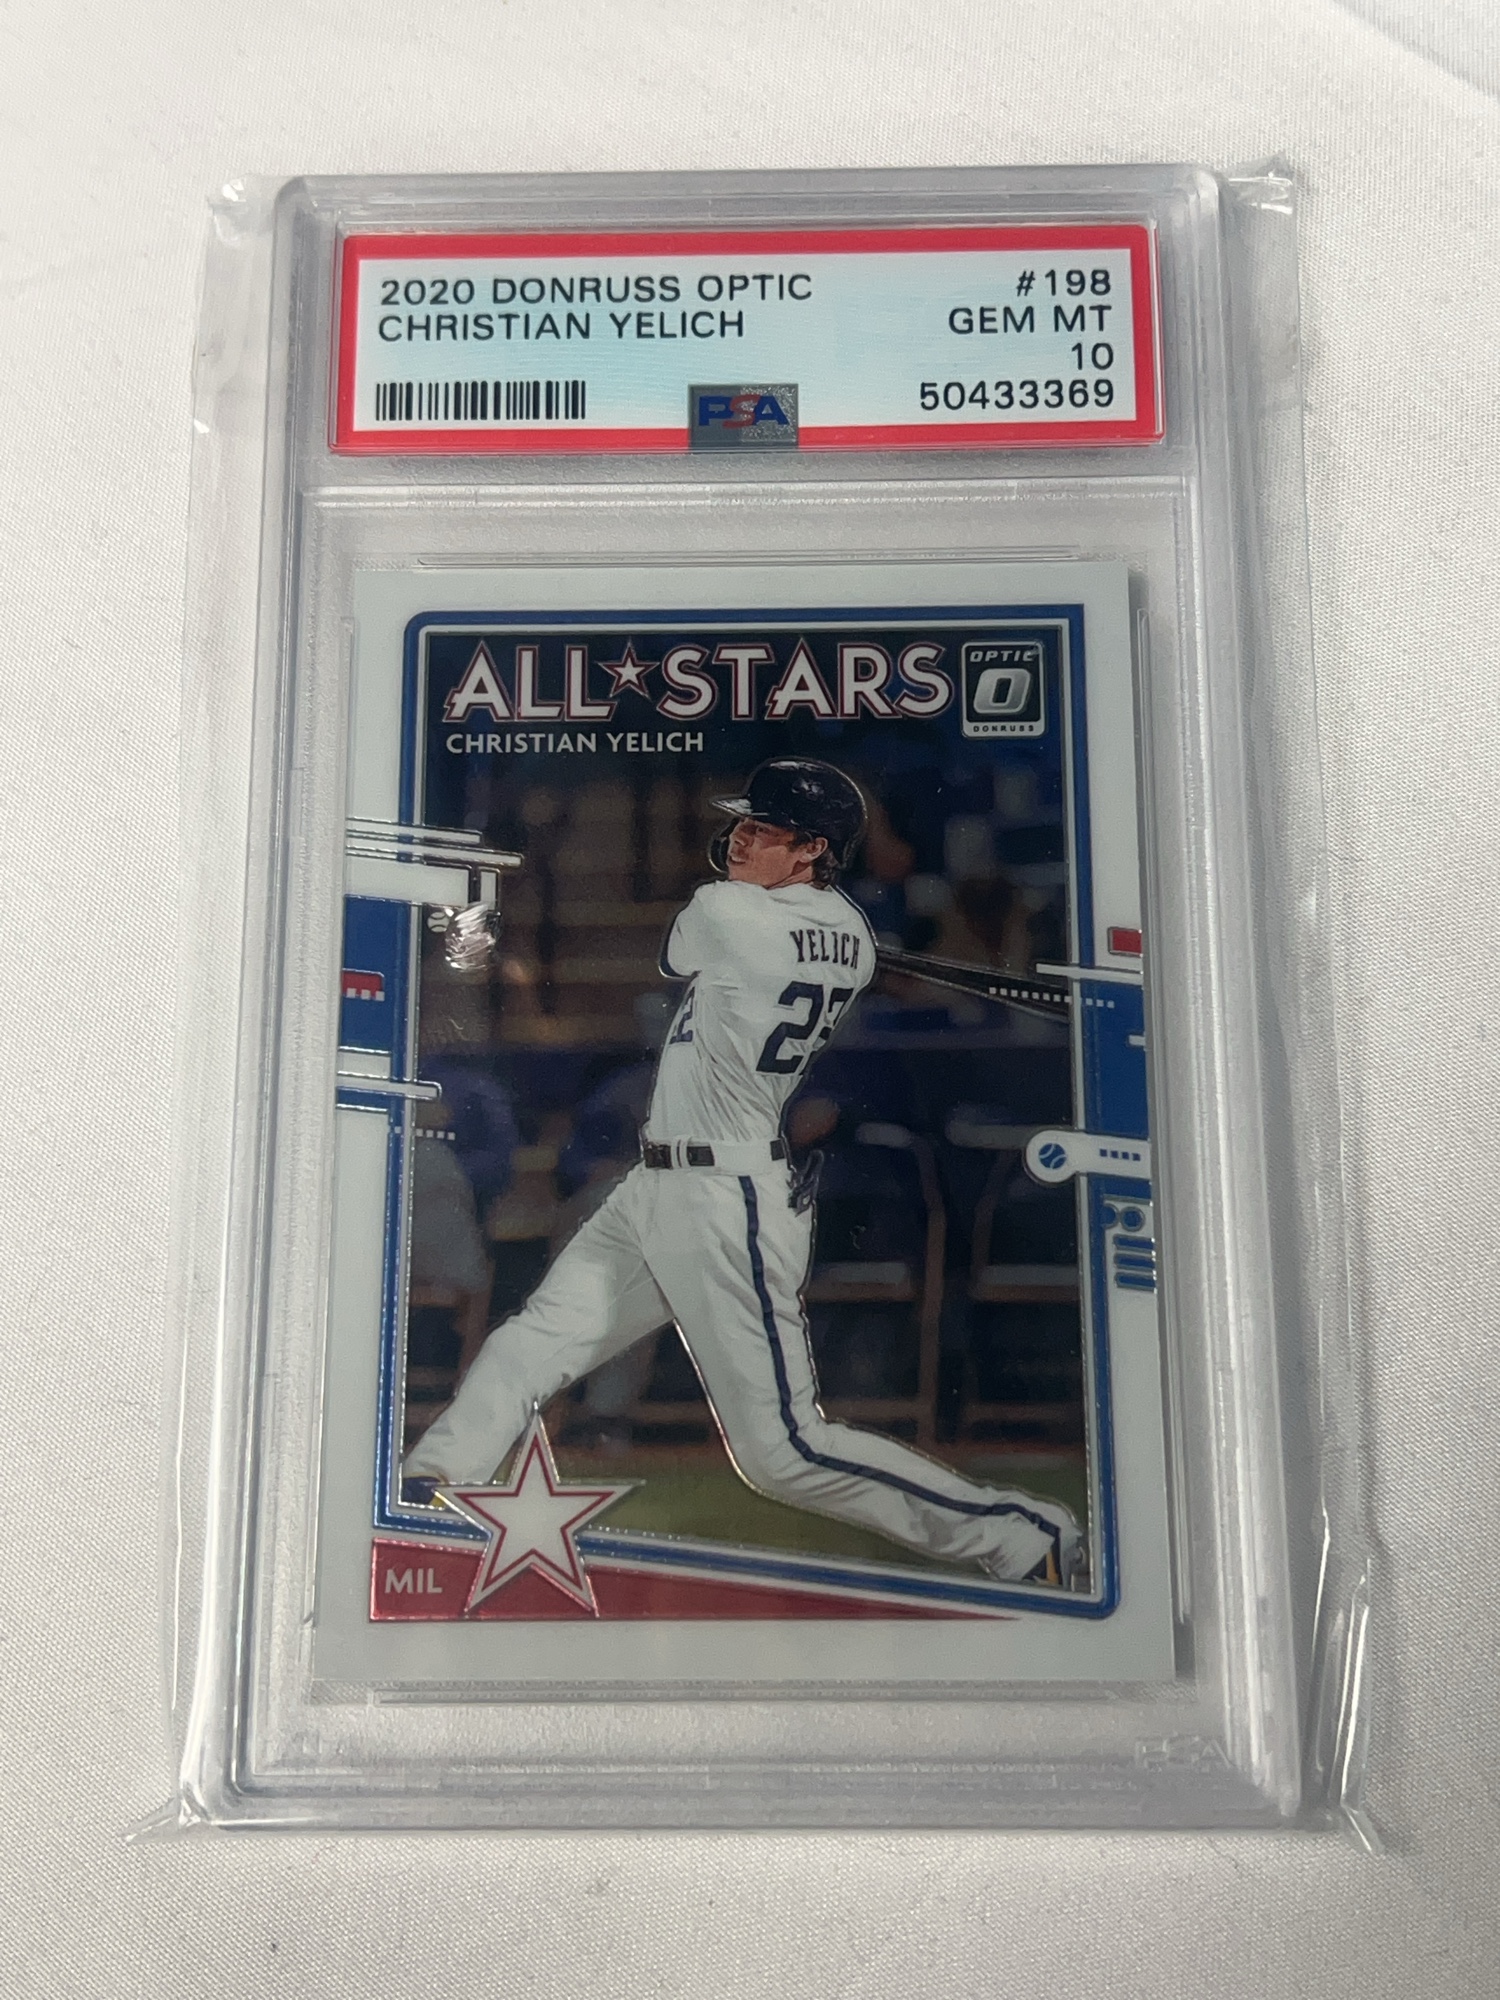 2020 DONRUSS OPTIC #198
CHRISTIAN YELICH GEM MT
10
50433369
PSA
ALL★STARS
OPTIC
O
DONRUSS
CHRISTIAN YELICH
YELICH
22
MIL
PSA